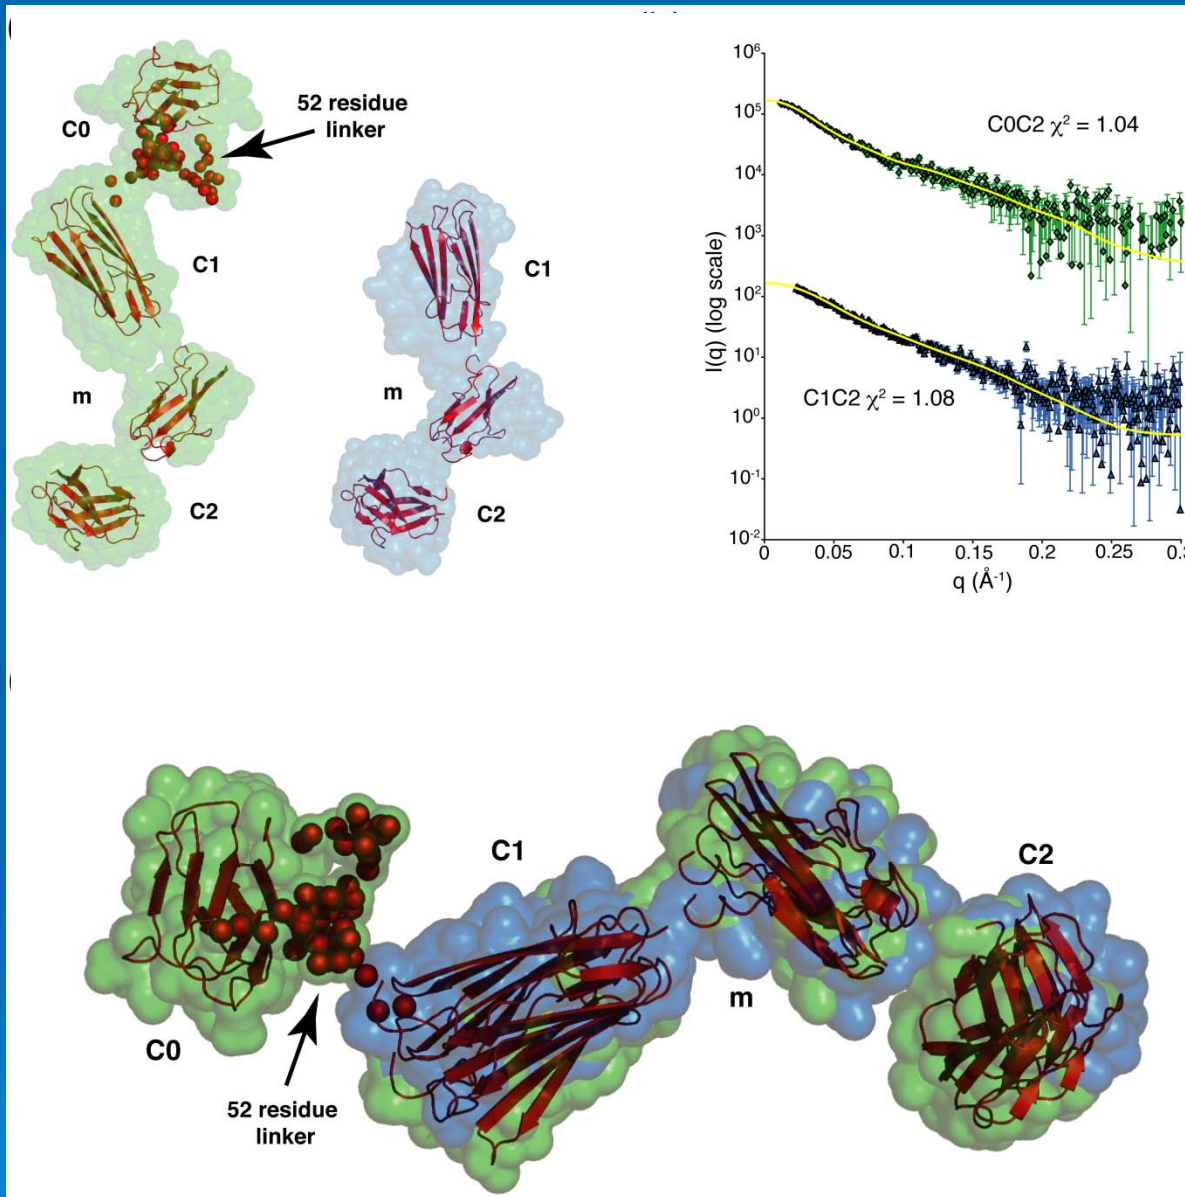 C0
52 residue
linker
C1
m
C2
C1
m
C2
10⁶
10⁵
10⁴
10³
10²
10¹
10⁰
10⁻¹
10⁻²
I(q) (log scale)
C0C2 χ² = 1.04
C1C2 χ² = 1.08
0
0.05
0.1
0.15
0.2
0.25
q (Å⁻¹)
C0
52 residue
linker
C1
m
C2